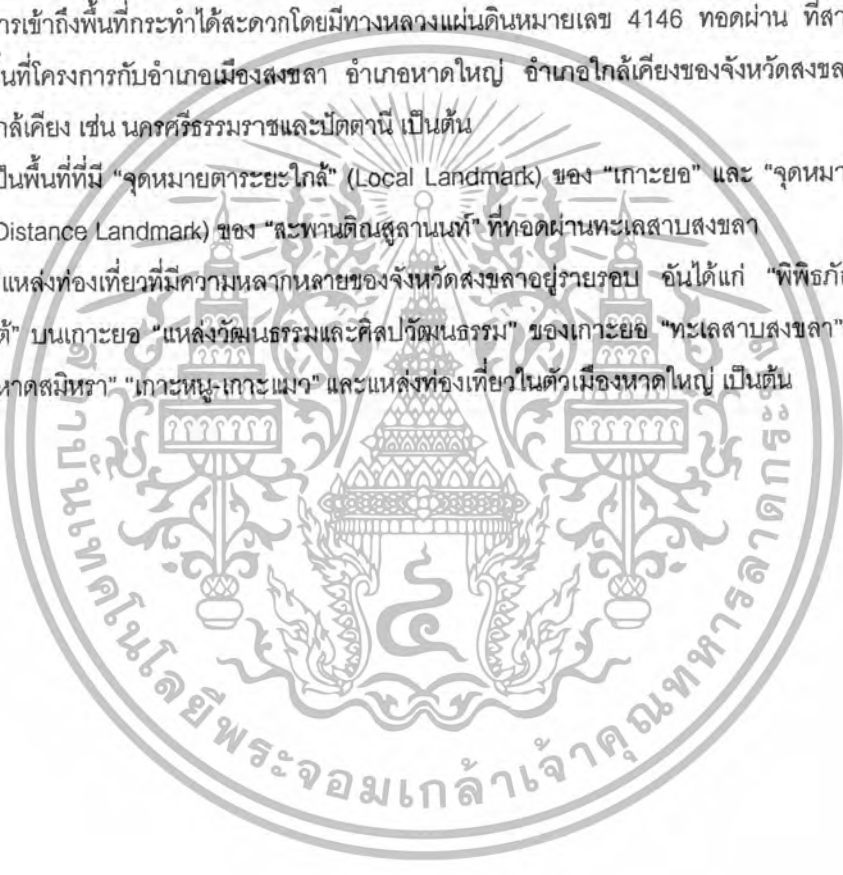 ารเข้าถึงพื้นที่กระทำได้สะดวกโดยมีทางหลวงแผ่นดินหมายเลข 4146 ทอดผ่าน ที่สา
ื้นที่โครงการกับอำเภอเมืองสงขลา อำเภอหาดใหญ่ อำเภอใกล้เคียงของจังหวัดสงขล
กล้เคียง เช่น นครศรีธรรมราชและปัตตานี เป็นต้น
ป็นพื้นที่ที่มี “จุดหมายตาระยะใกล้” (Local Landmark) ของ “เกาะยอ” และ “จุดหมา
Distance Landmark) ของ “สะพานติณสูลานนท์” ที่ทอดผ่านทะเลสาบสงขลา
แหล่งท่องเที่ยวที่มีความหลากหลายของจังหวัดสงขลาอยู่รายรอบ อันได้แก่ “พิพิธภั
ต้” บนเกาะยอ “แหล่งวัฒนธรรมและศิลปวัฒนธรรม” ของเกาะยอ “ทะเลสาบสงขลา”
หาดสมิหรา” “เกาะหนู-เกาะแมว” และแหล่งท่องเที่ยวในตัวเมืองหาดใหญ่ เป็นต้น
สถาบันเทคโนโลยีพระจอมเกล้าเจ้าคุณทหารลาดกระบัง